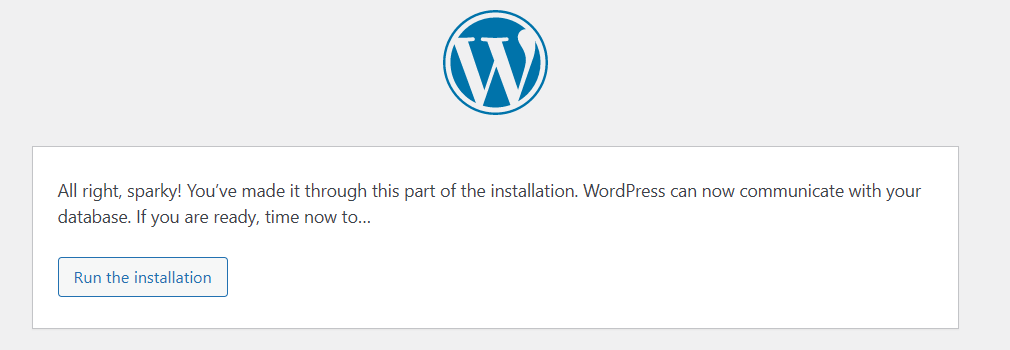 All right, sparky! You’ve made it through this part of the installation. WordPress can now communicate with your
database. If you are ready, time now to…
Run the installation